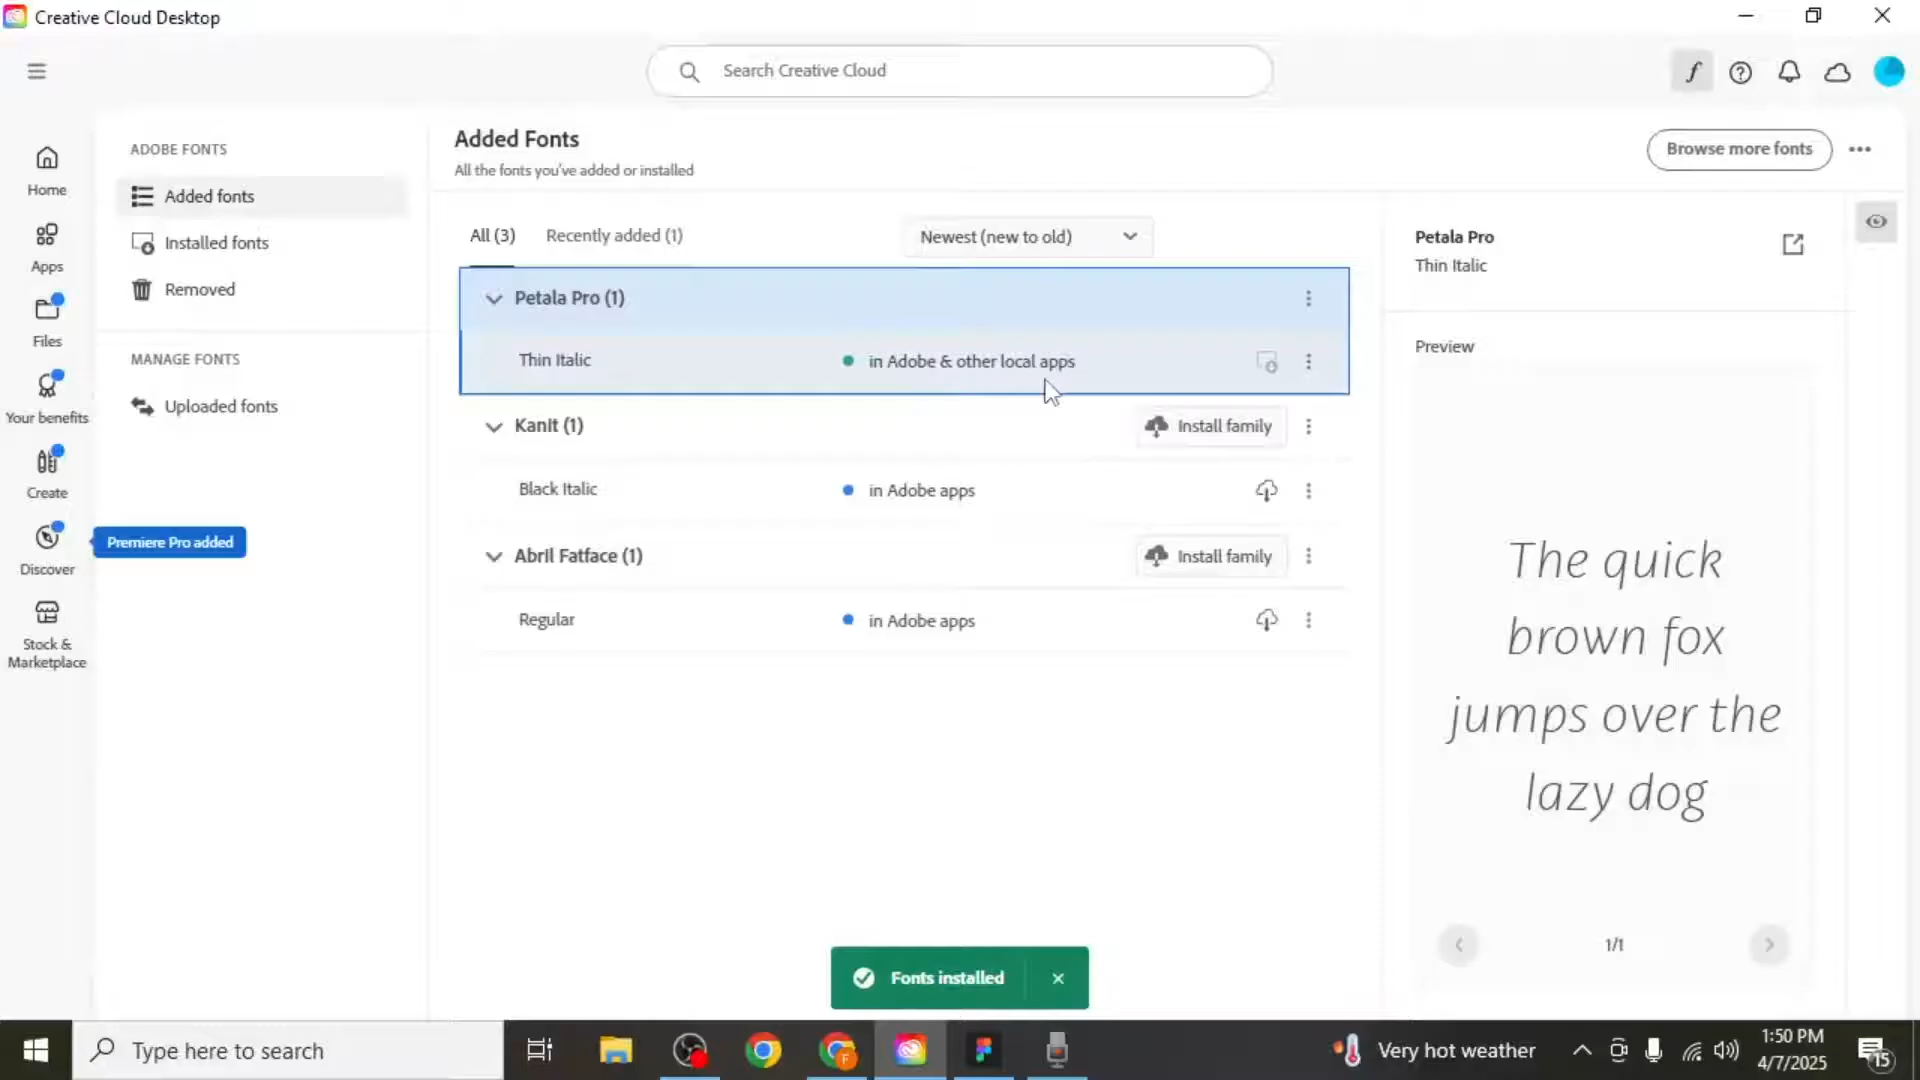 Creative Cloud Desktop
Search Creative Cloud
Home
Apps
Files
Your benefits
Create
Discover
Stock &
Marketplace
Premiere Pro added
ADOBE FONTS
Added fonts
Installed fonts
Removed
MANAGE FONTS
Uploaded fonts
Added Fonts
All the fonts you've added or installed
Browse more fonts
All (3)
Recently added (1)
Newest (new to old)
Petala Pro (1)
Thin Italic
in Adobe & other local apps
Kanit (1)
Install family
Black Italic
in Adobe apps
Abril Fatface (1)
Install family
Regular
in Adobe apps
Petala Pro
Thin Italic
Preview
The quick
brown fox
jumps over the
lazy dog
1/1
Fonts installed
Type here to search
F
Very hot weather
1:50 PM
4/7/2025
15